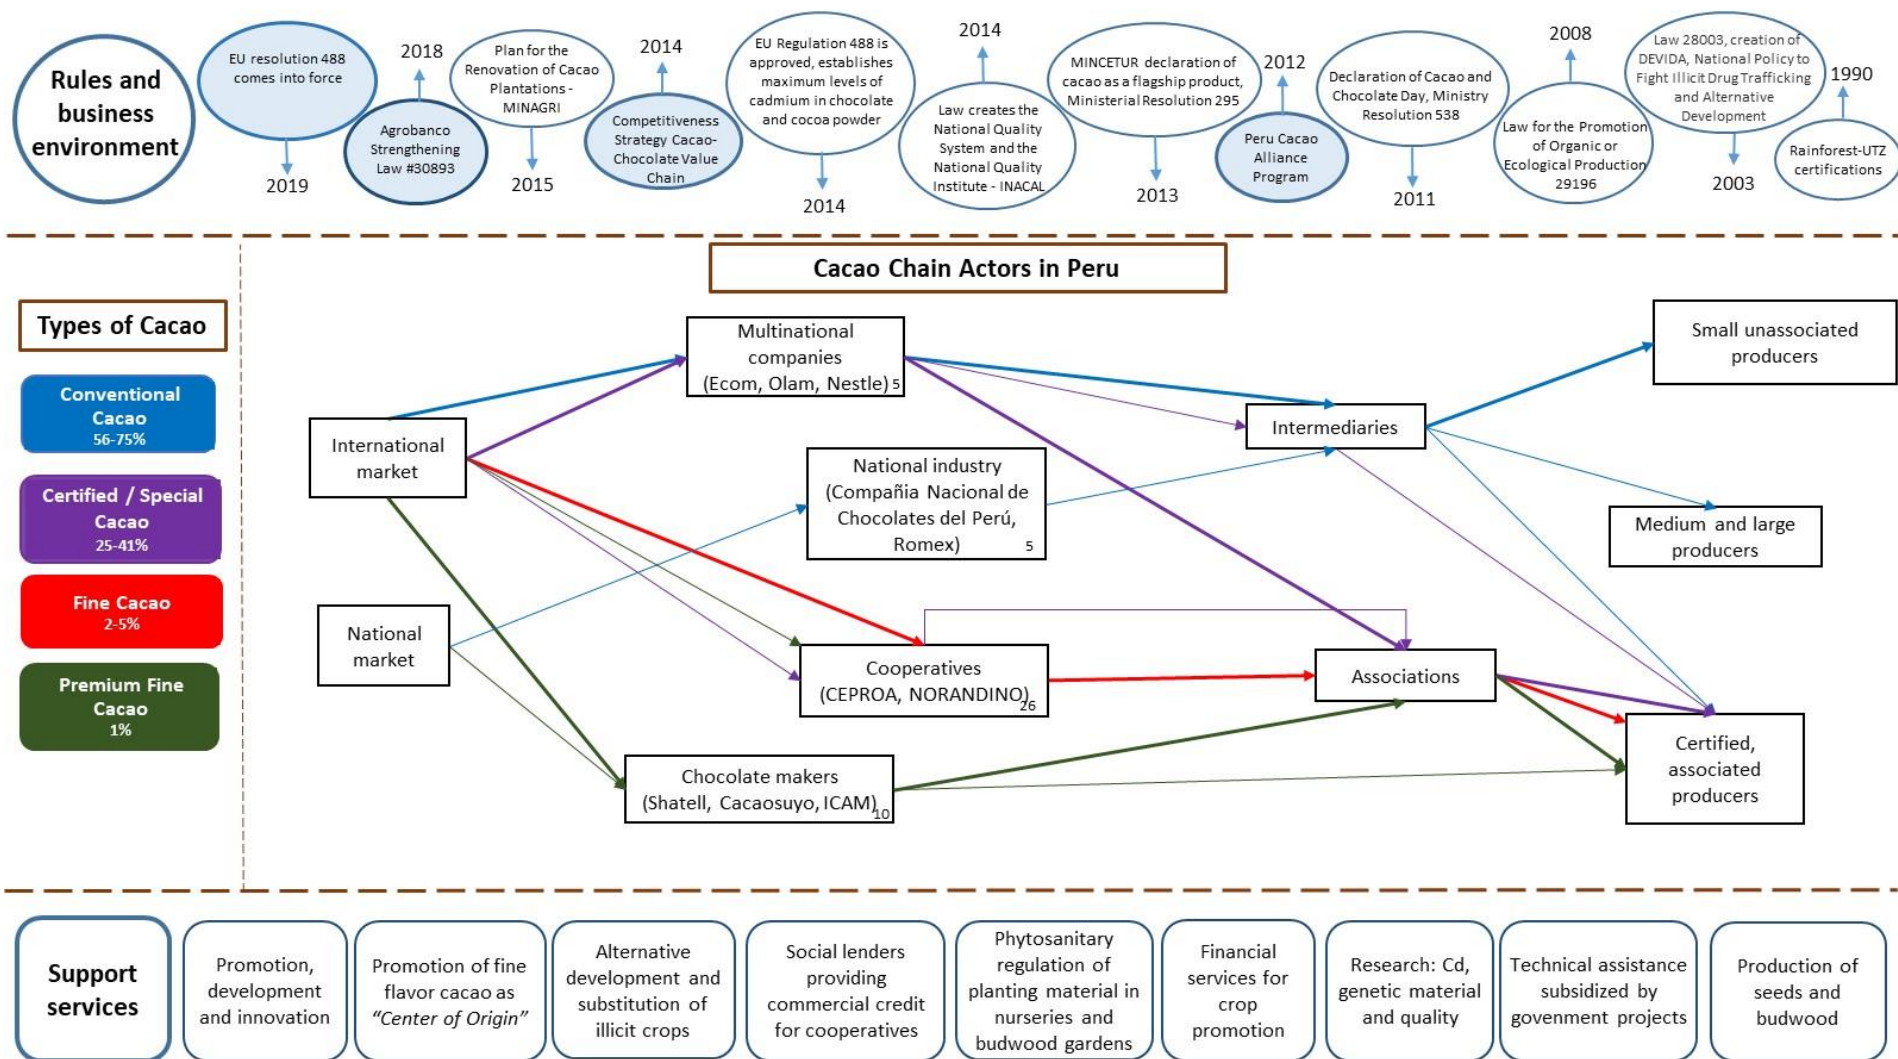 Rules and
business
environment
EU resolution 488
comes into force
2019
2018
Agrobanco
Strengthening
Law #30893
Plan for the
Renovation of Cacao
Plantations -
MINAGRI
2015
2014
Competitiveness
Strategy Cacao-
Chocolate Value
Chain
EU Regulation 488 is
approved, establishes
maximum levels of
cadmium in chocolate
and cocoa powder
2014
2014
Law creates the
National Quality
System and the
National Quality
Institute - INACAL
MINCETUR declaration of
cacao as a flagship product,
Ministerial Resolution 295
2013
2012
Peru Cacao
Alliance
Program
Declaration of Cacao and
Chocolate Day, Ministry
Resolution 538
2011
2008
Law for the Promotion
of Organic or
Ecological Production
29196
Law 28003, creation of
DEVIDA, National Policy to
Fight Illicit Drug Trafficking
and Alternative
Development
2003
1990
Rainforest-UTZ
certifications
Cacao Chain Actors in Peru
Types of Cacao
Conventional
Cacao
56-75%
Certified / Special
Cacao
25-41%
Fine Cacao
2-5%
Premium Fine
Cacao
1%
International
market
National
market
Multinational
companies
(Ecom, Olam, Nestle) 5
National industry
(Compañia Nacional de
Chocolates del Perú,
Romex) 5
Cooperatives
(CEPROA, NORANDINO)
26
Chocolate makers
(Shatell, Cacaosuyo, ICAM)
10
Intermediaries
Associations
Small unassociated
producers
Medium and large
producers
Certified,
associated
producers
Support
services
Promotion,
development
and innovation
Promotion of fine
flavor cacao as
"Center of Origin"
Alternative
development and
substitution of
illicit crops
Social lenders
providing
commercial credit
for cooperatives
Phytosanitary
regulation of
planting material in
nurseries and
budwood gardens
Financial
services for
crop
promotion
Research: Cd,
genetic material
and quality
Technical assistance
subsidized by
govenment projects
Production of
seeds and
budwood